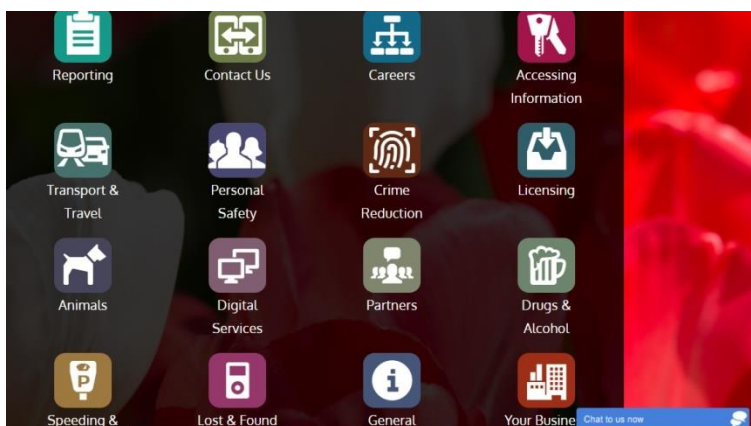 Reporting
Contact Us
Careers
Accessing
Information
Transport &
Travel
Personal
Safety
Crime
Reduction
Licensing
Animals
Digital
Services
Partners
Drugs &
Alcohol
P
i
Speeding &
Lost & Found
General
Your Busine
Chat to us now